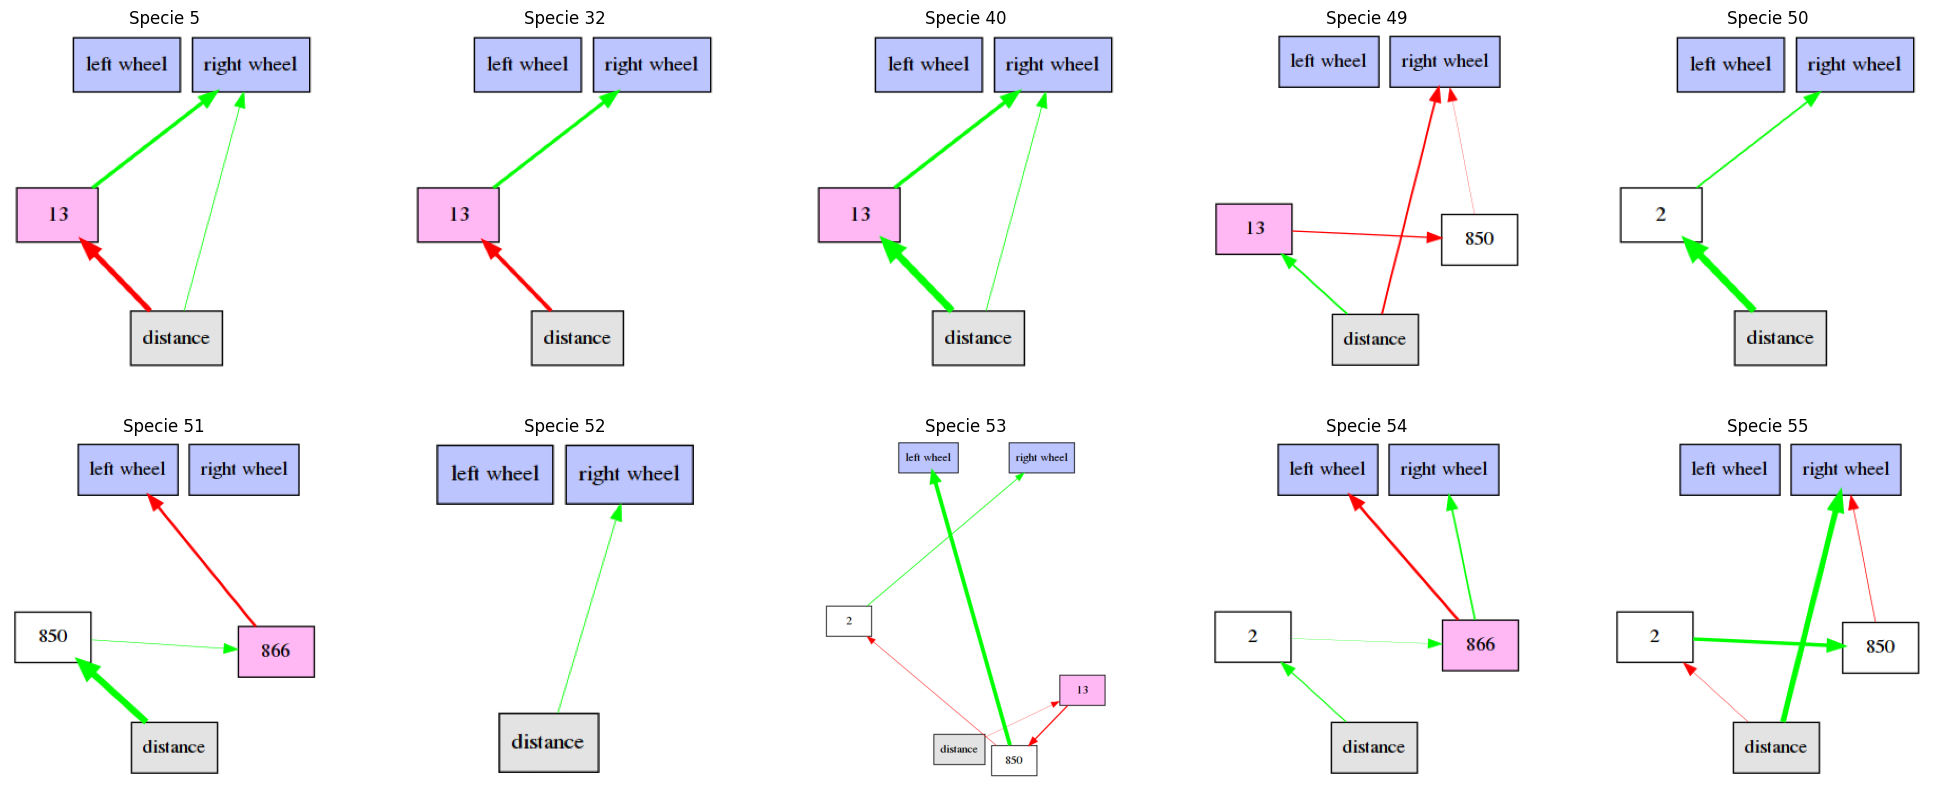 Specie 5
left wheel right wheel
13
distance
Specie 32
left wheel right wheel
13
distance
Specie 40
left wheel right wheel
13
distance
Specie 49
left wheel right wheel
13
850
distance
Specie 50
left wheel right wheel
2
distance
Specie 51
left wheel right wheel
850
866
distance
Specie 52
left wheel right wheel
distance
Specie 53
left wheel right wheel
2
13
distance
850
Specie 54
left wheel right wheel
2
866
distance
Specie 55
left wheel right wheel
2
850
distance